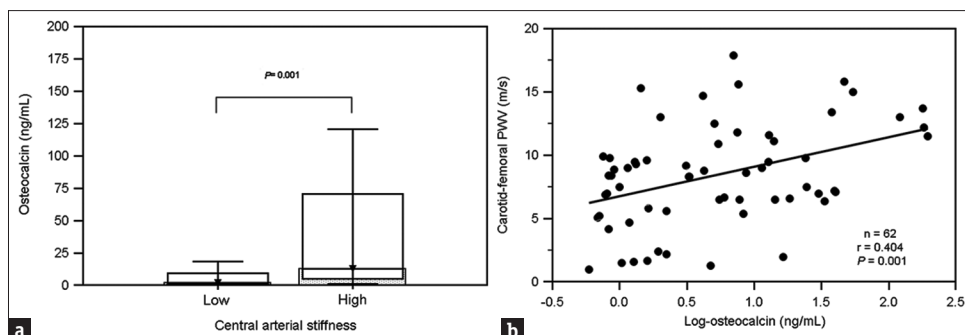 200
175
150
125
100
75
50
25
0
Osteocalcin (ng/mL)
P= 0.001
Low
High
Central arterial stiffness
a
20
15
10
5
0
Carotid-femoral PWV (m/s)
n = 62
r = 0.404
P = 0.001
-0.5 0.0 0.5 1.0 1.5 2.0 2.5
Log-osteocalcin (ng/mL)
b